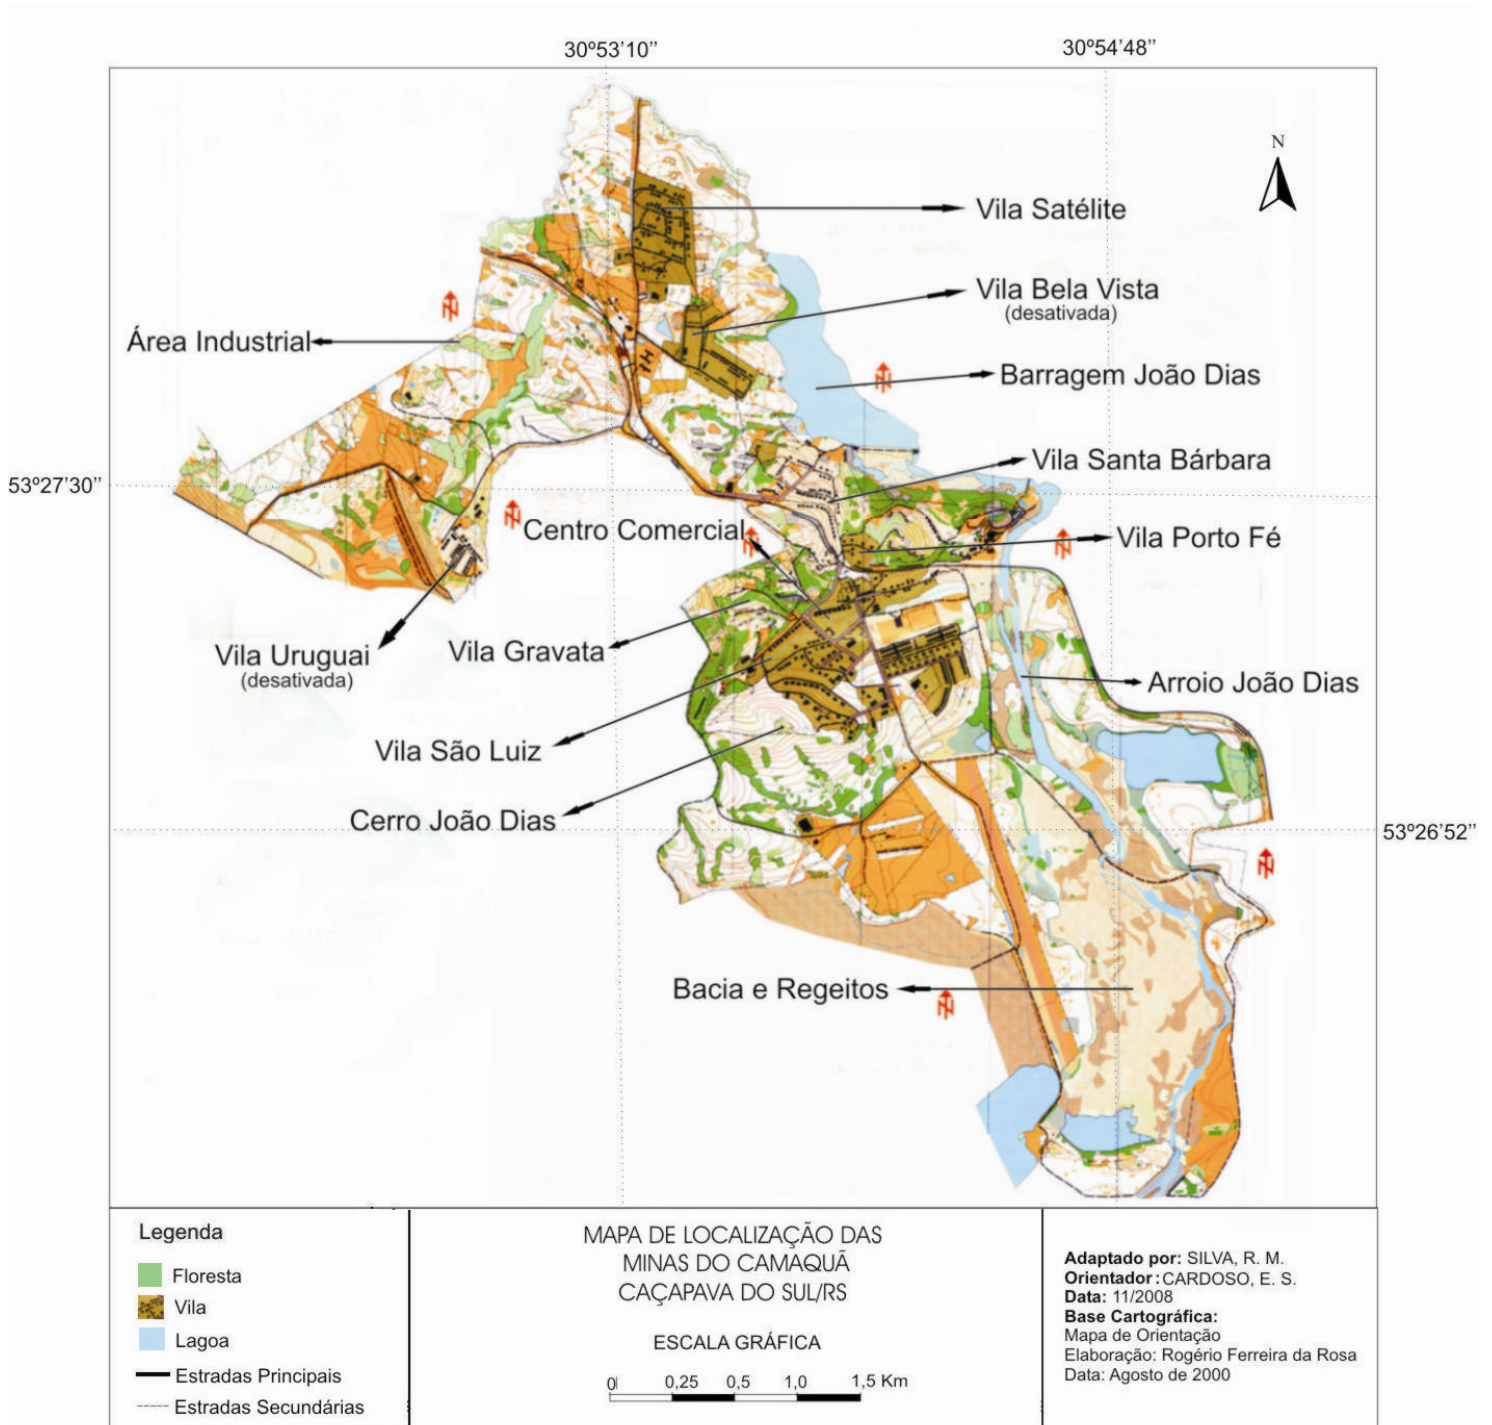 30º53’10’’
30º54’48’’
N
Vila Satélite
Vila Bela Vista
(desativada)
Área Industrial
Barragem João Dias
Vila Santa Bárbara
53º27’30’’
Centro Comercial
Vila Porto Fé
Vila Gravata
Vila Uruguai
(desativada)
Arroio João Dias
Vila São Luiz
Cerro João Dias
53º26’52’’
Bacia e Regeitos
Legenda
Floresta
Vila
Lagoa
Estradas Principais
Estradas Secundárias
MAPA DE LOCALIZAÇÃO DAS
MINAS DO CAMAQUÃ
CAÇAPAVA DO SUL/RS
ESCALA GRÁFICA
0 0,25 0,5 1,0 1,5 Km
Adaptado por: SILVA, R. M.
Orientador: CARDOSO, E. S.
Data: 11/2008
Base Cartográfica:
Mapa de Orientação
Elaboração: Rogério Ferreira da Rosa
Data: Agosto de 2000